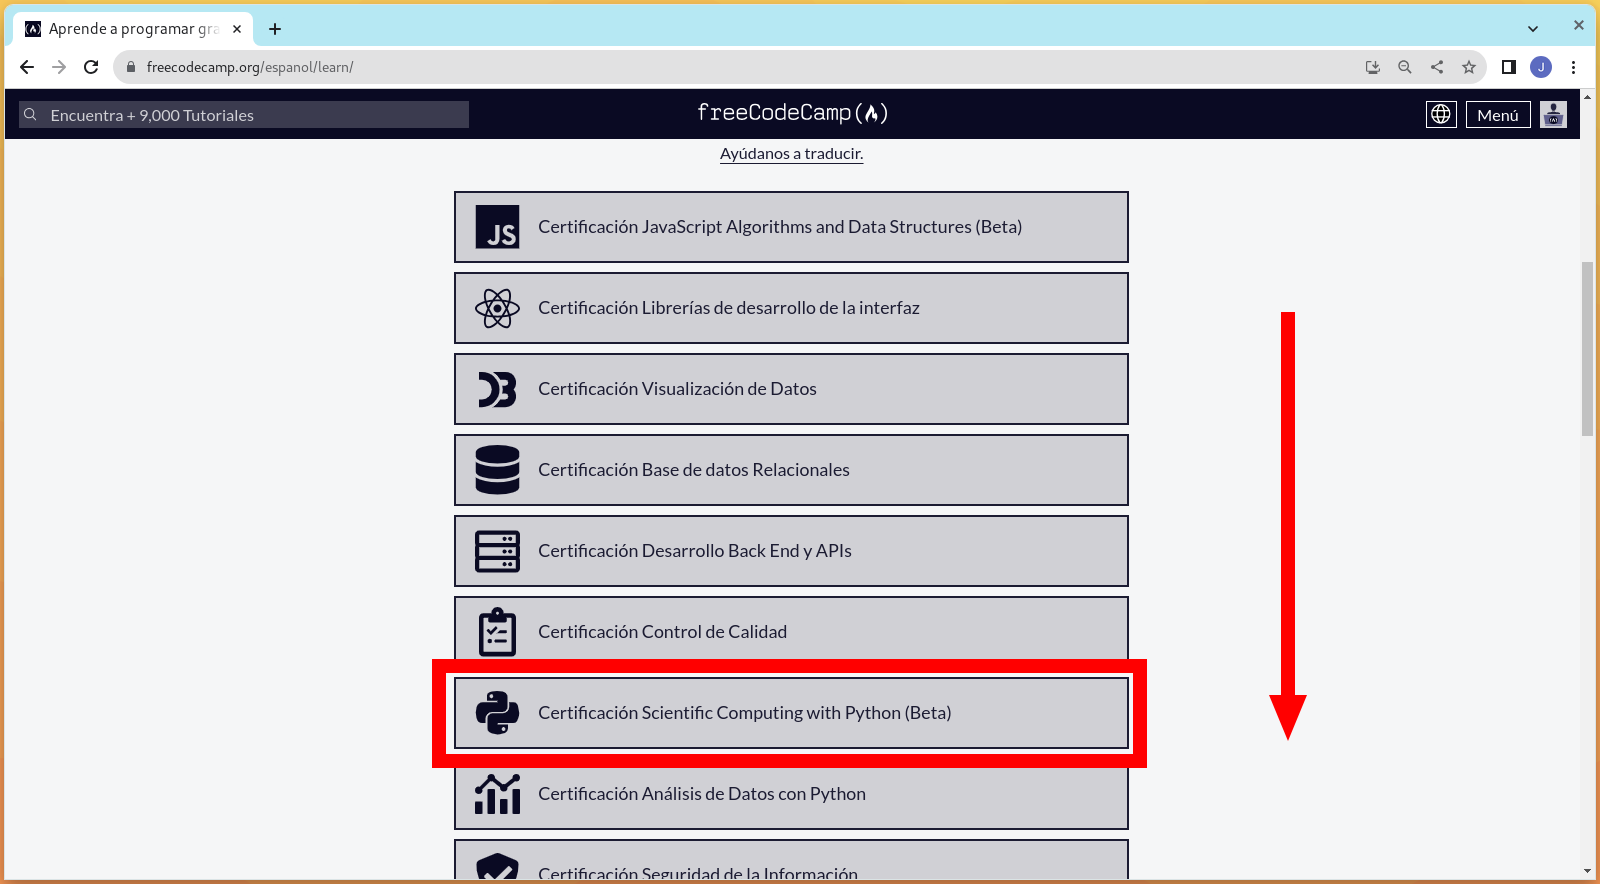 Aprende a programar gra
freecodecamp.org/espanol/learn/
J
Encuentra + 9,000 Tutoriales
freeCodeCamp
Menú
Ayúdanos a traducir.
JS
Certificación JavaScript Algorithms and Data Structures (Beta)
Certificación Librerías de desarrollo de la interfaz
Certificación Visualización de Datos
Certificación Base de datos Relacionales
Certificación Desarrollo Back End y APIs
Certificación Control de Calidad
Certificación Scientific Computing with Python (Beta)
Certificación Análisis de Datos con Python
Certificación Seguridad de la Información